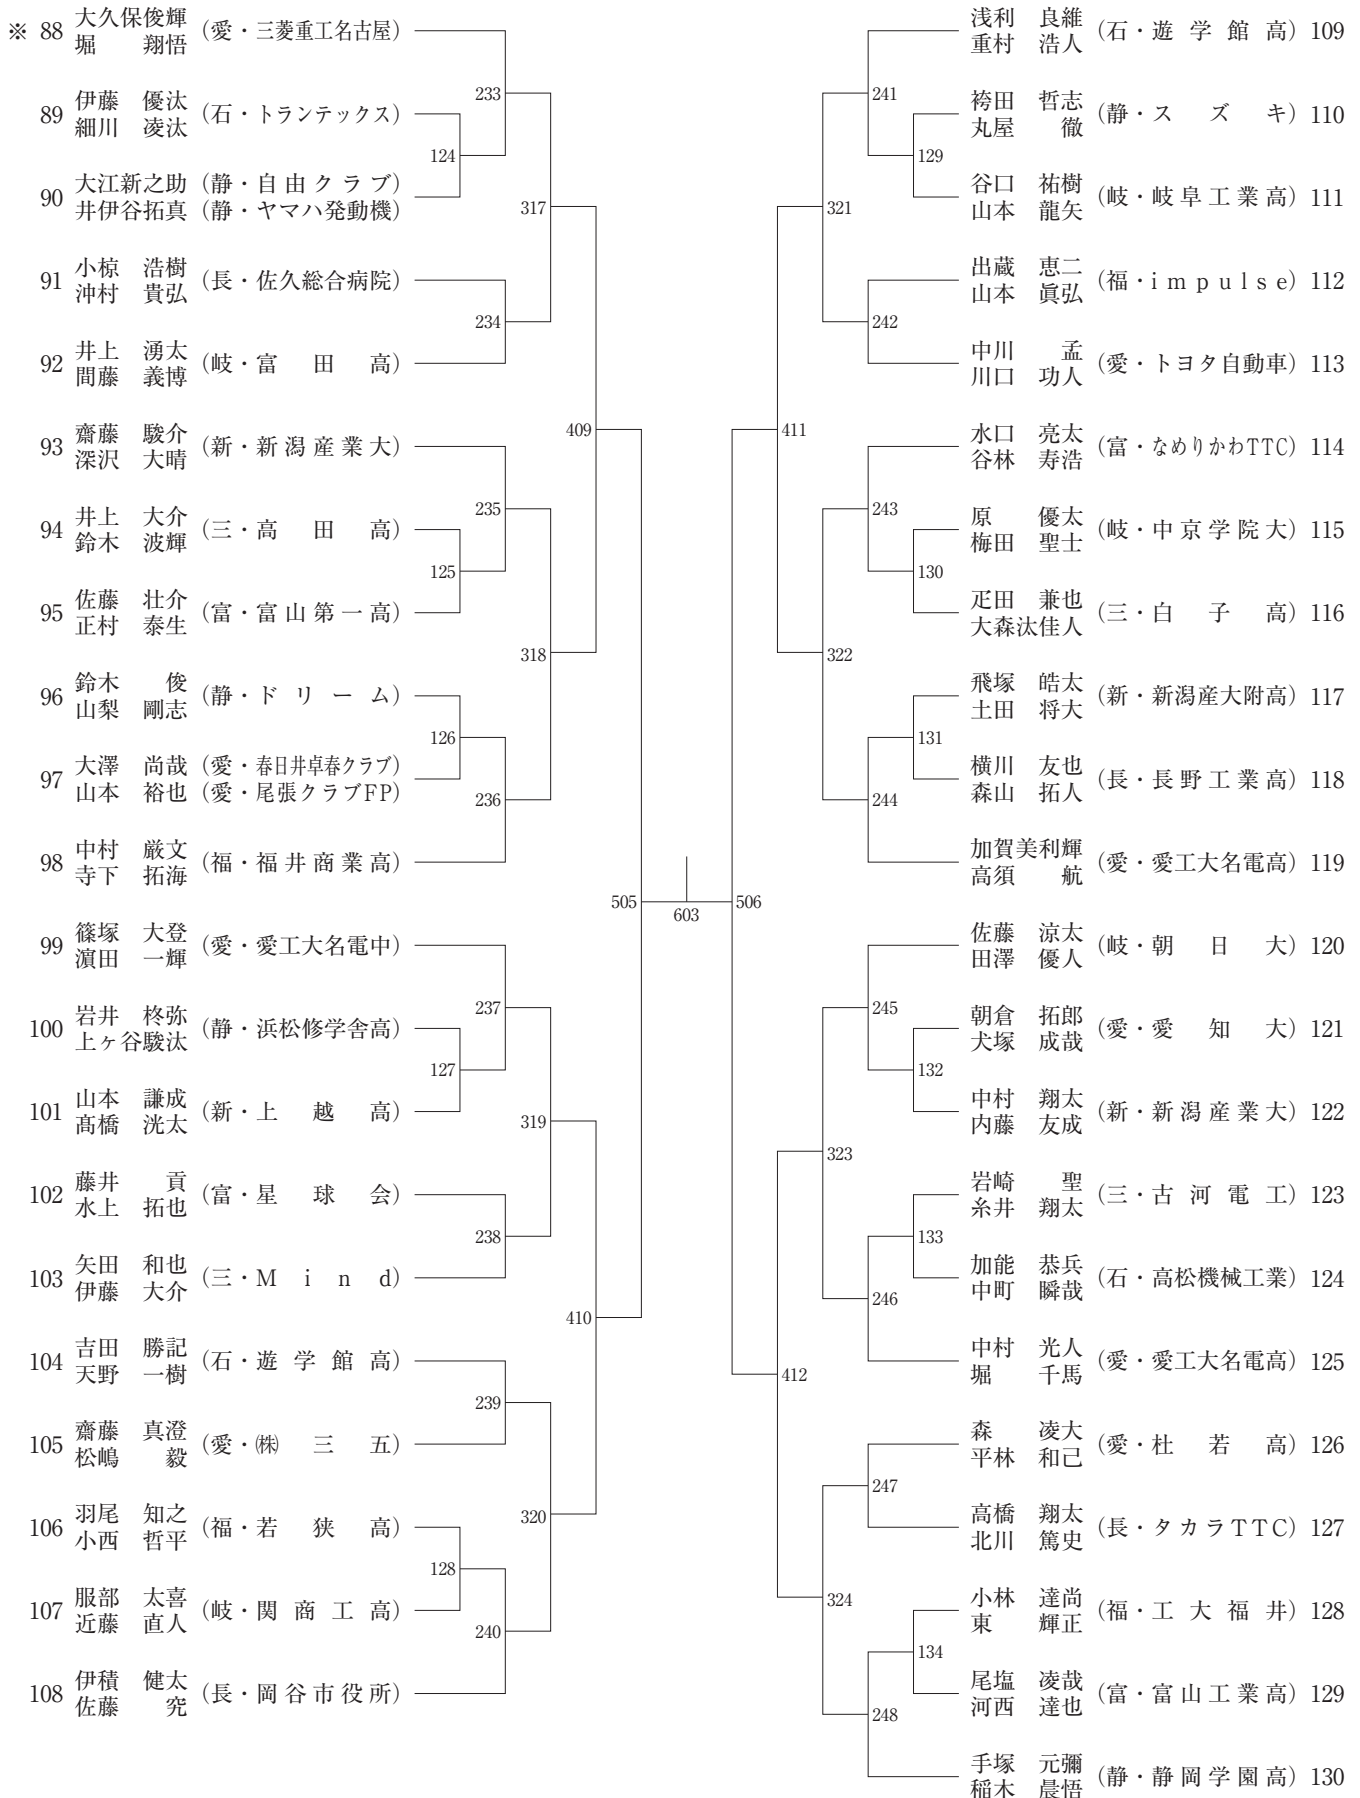 ※ 88 大久保俊輝 堀　　翔悟 (愛・三菱重工名古屋)
89 伊藤　優汰 細川　凌汰 (石・トランテックス)
90 大江新之助 (静・自由クラブ)
井伊谷拓真 (静・ヤマハ発動機)
91 小椋　浩樹 沖村　貴弘 (長・佐久総合病院)
92 井上　湧太 間藤　義博 (岐・富田高)
93 齋藤　駿介 深沢　大晴 (新・新潟産業大)
94 井上　大介 鈴木　波輝 (三・高田高)
95 佐藤　壮介 正村　泰生 (富・富山第一高)
96 鈴木　　俊 山梨　剛志 (静・ドリーム)
97 大澤　尚哉 (愛・春日井卓春クラブ)
山本　裕也 (愛・尾張クラブFP)
98 中村　厳文 寺下　拓海 (福・福井商業高)
99 篠塚　大登 濵田　一輝 (愛・愛工大名電中)
100 岩井　柊弥 上ヶ谷駿汰 (静・浜松修学舎高)
101 山本　謙成 髙橋　洸太 (新・上越高)
102 藤井　　貢 水上　拓也 (富・星球会)
103 矢田　和也 伊藤　大介 (三・Mind)
104 吉田　勝記 天野　一樹 (石・遊学館高)
105 齋藤　真澄 松嶋　　毅 (愛・㈱三五)
106 羽尾　知之 小西　哲平 (福・若狭高)
107 服部　太喜 近藤　直人 (岐・関商工高)
108 伊積　健太 佐藤　　究 (長・岡谷市役所)
233
124
317
234
409
235
125
318
126
236
505
237
127
319
238
410
239
320
128
240
603
506
241
129
321
242
411
243
130
322
131
244
245
132
323
133
246
412
247
324
134
248
浅利　良維 重村　浩人 (石・遊学館高) 109
袴田　哲志 丸屋　　徹 (静・スズキ) 110
谷口　祐樹 山本　龍矢 (岐・岐阜工業高) 111
出蔵　恵二 山本　眞弘 (福・impulse) 112
中川　　孟 川口　功人 (愛・トヨタ自動車) 113
水口　亮太 谷林　寿浩 (富・なめりかわTTC) 114
原　　優太 梅田　聖士 (岐・中京学院大) 115
疋田　兼也 大森汰佳人 (三・白子高) 116
飛塚　皓太 土田　将大 (新・新潟産大附高) 117
横川　友也 森山　拓人 (長・長野工業高) 118
加賀美利輝 高須　　航 (愛・愛工大名電高) 119
佐藤　涼太 田澤　優人 (岐・朝日大) 120
朝倉　拓郎 犬塚　成哉 (愛・愛知大) 121
中村　翔太 内藤　友成 (新・新潟産業大) 122
岩崎　　聖 糸井　翔太 (三・古河電工) 123
加能　恭兵 中町　瞬哉 (石・高松機械工業) 124
中村　光人 堀　　千馬 (愛・愛工大名電高) 125
森　　凌大 平林　和己 (愛・杜若高) 126
高橋　翔太 北川　篤史 (長・タカラTTC) 127
小林　達尚 東　　輝正 (福・工大福井) 128
尾塩　凌哉 河西　達也 (富・富山工業高) 129
手塚　元彌 稲木　晨悟 (静・静岡学園高) 130